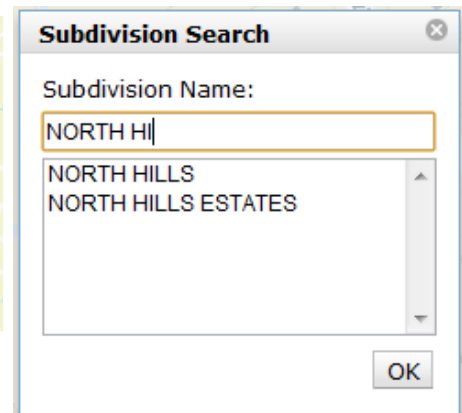 Subdivision Search
Subdivision Name:
NORTH HI
NORTH HILLS
NORTH HILLS ESTATES
OK